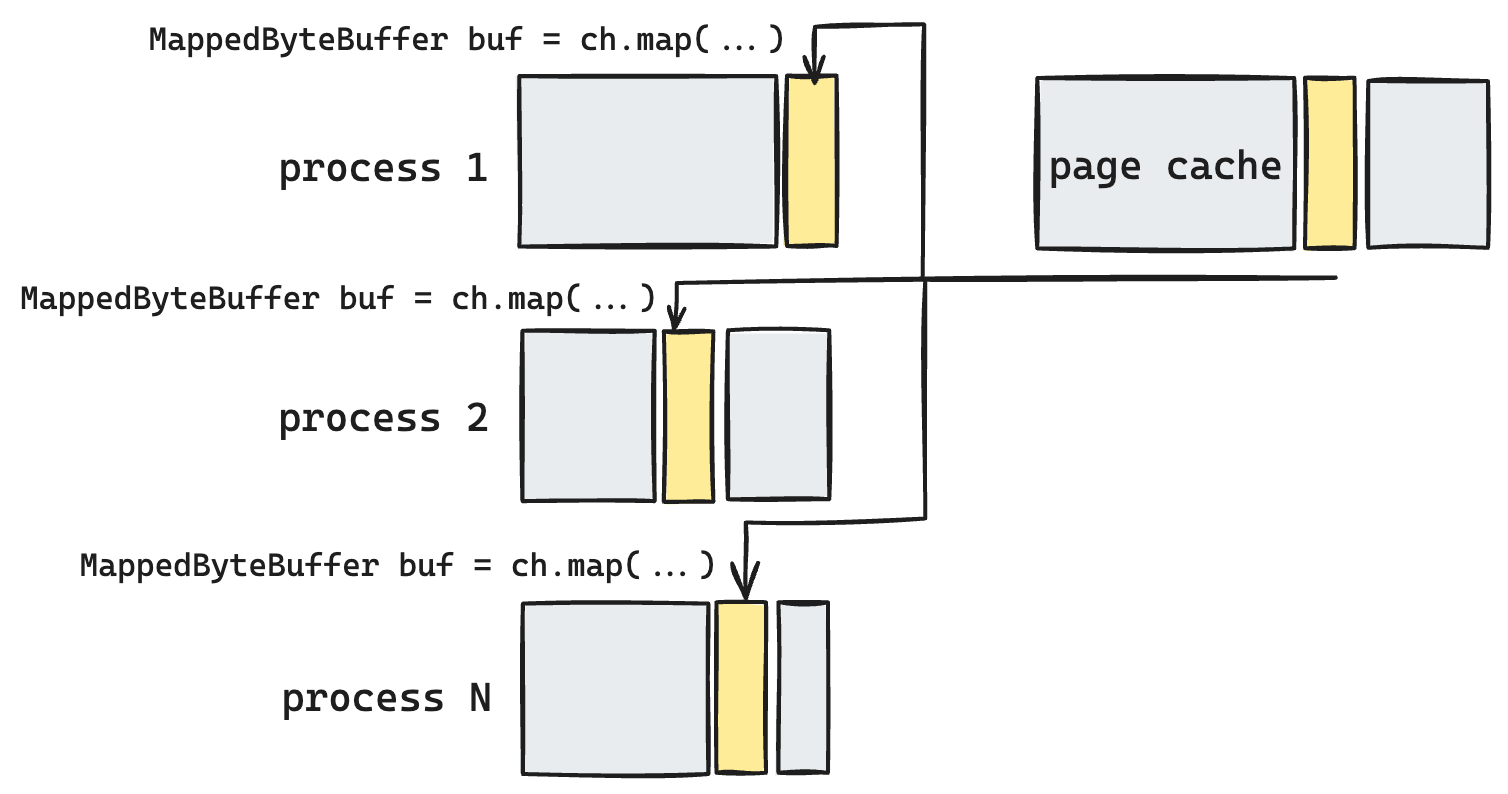 MappedByteBuffer buf = ch.map(...)
process 1
page cache
MappedByteBuffer buf = ch.map(...)
process 2
MappedByteBuffer buf = ch.map(...)
process N